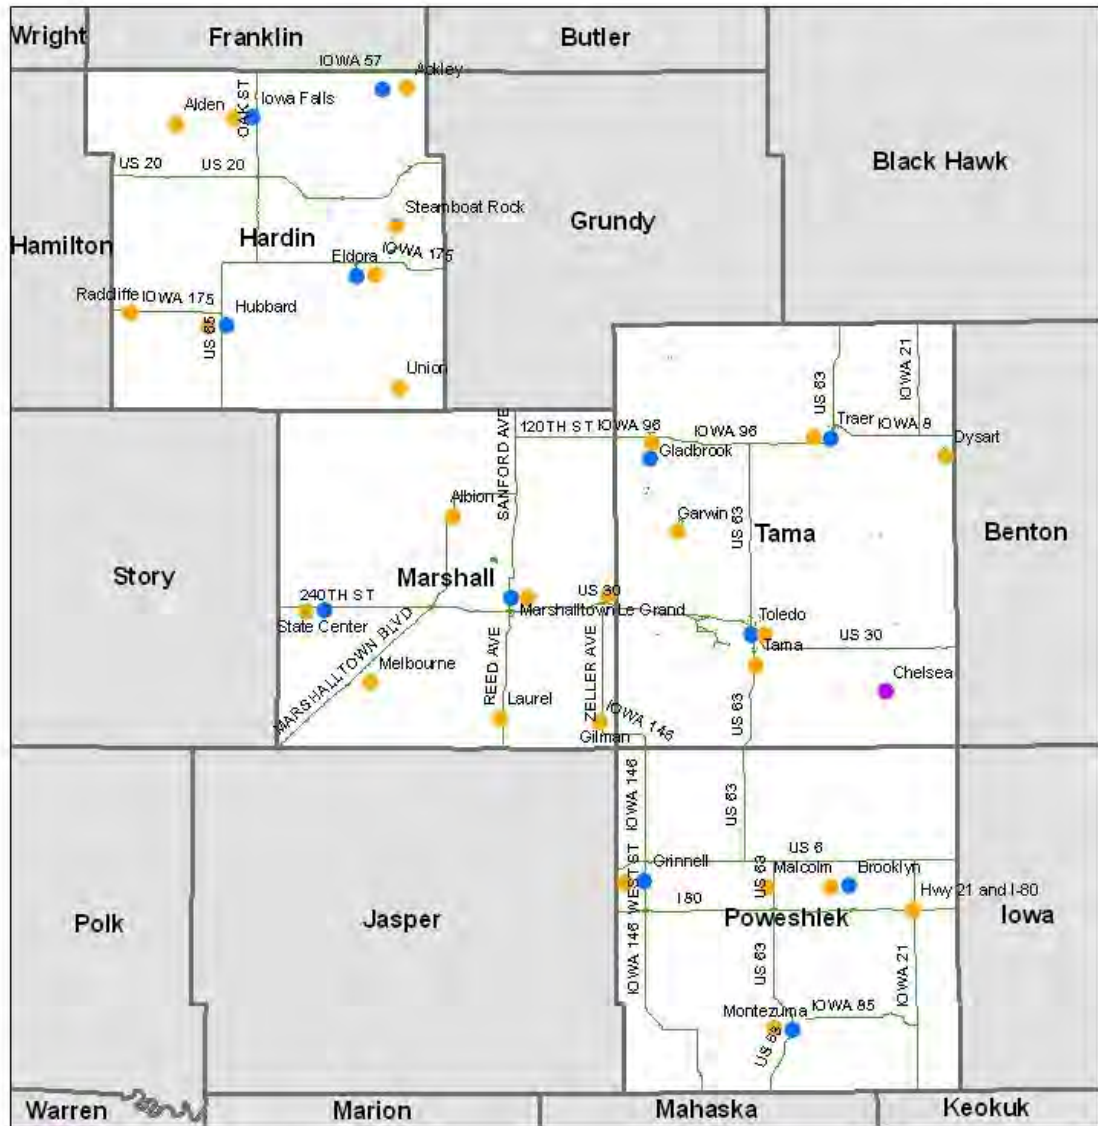 Wright
Franklin
Butler
IOWA 57
Ackley
OAK ST
Iowa Falls
Alden
Black Hawk
US 20
US 20
Steamboat Rock
Grundy
Hardin
Hamilton
IOWA 175
Eldora
Radcliffe
IOWA 175
Hubbard
US 65
Union
IOWA 21
US 63
SANFORD AVE
120TH ST
IOWA 96
IOWA 96
Traer
IOWA 8
Dysart
Gladbrook
Albion
Garwin
US 63
Tama
Benton
Story
Marshall
240TH ST
US 30
State Center
Marshalltown
Le Grand
Toledo
Tama
US 30
MARSHALLTOWN BLVD
Melbourne
REED AVE
ZELLER AVE
Chelsea
Laurel
IOWA 146
US 63
Gilman
IOWA 146
US 63
US 6
Grinnell
WEST ST
US 63
Malcolm
Brooklyn
Hwy 21 and I-80
I-80
Polk
Jasper
Poweshiek
Iowa
IOWA 146
US 63
IOWA 21
Montezuma
IOWA 85
US 63
Warren
Marion
Mahaska
Keokuk